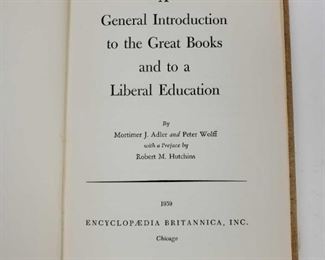 A
General Introduction
to the Great Books
and to a
Liberal Education
By
Mortimer J. Adler and Peter Wolff
with a Preface by
Robert M. Hutchins
1959
ENCYCLOPÆDIA BRITANNICA, INC.
Chicago